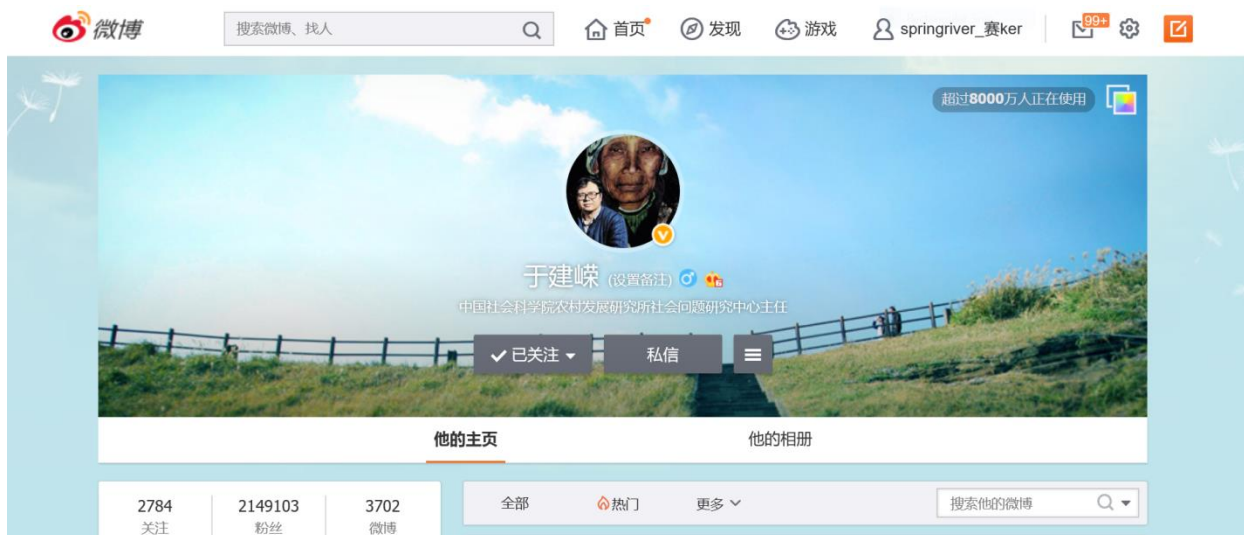 微博
搜索微博、找人
首页
发现
游戏
springriver_赛ker
99+
超过8000万人正在使用
V
于建嵘 (设置备注)
中国社会科学院农村发展研究所社会问题研究中心主任
已关注
私信
他的主页
他的相册
2784
2149103
3702
关注
粉丝
微博
全部
热门
更多
搜索他的微博